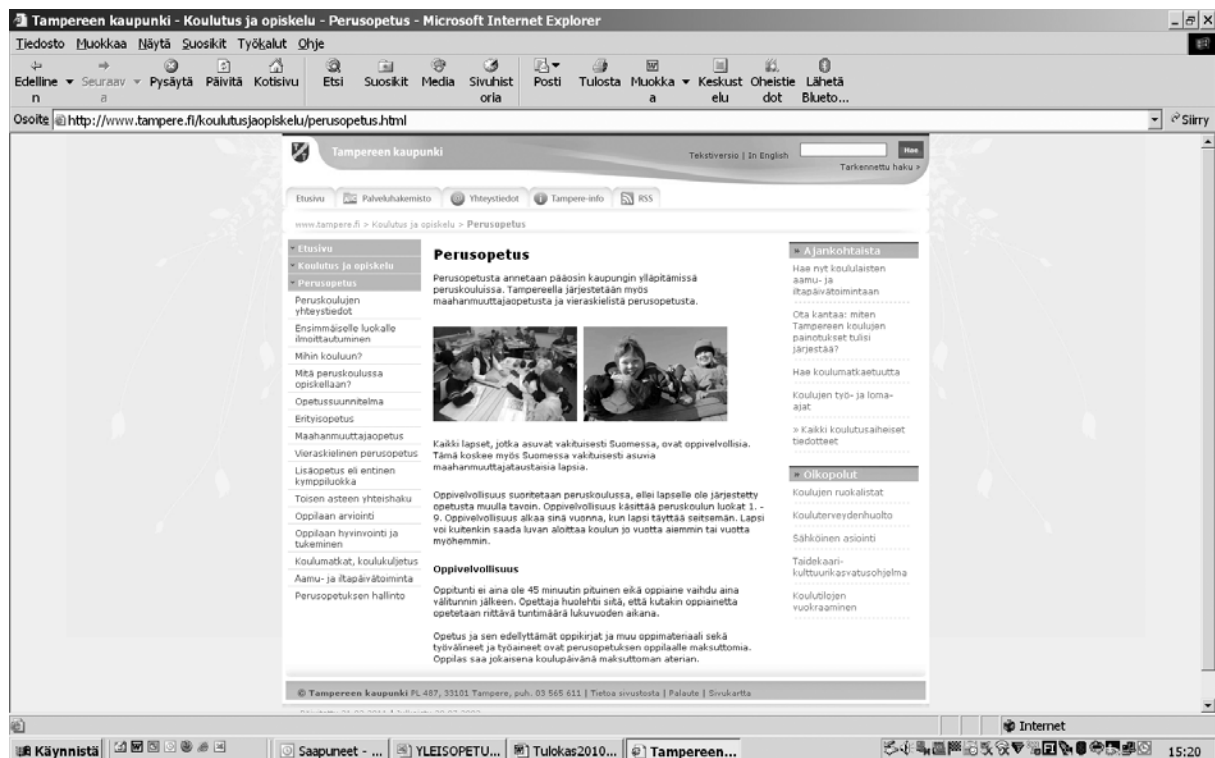 Tampereen kaupunki - Koulutus ja opiskelu - Perusopetus - Microsoft Internet Explorer
Tiedosto Muokkaa Näytä Suosikit Työkalut Ohje
Edellinen Seuraava Pysäytä Päivitä Kotisivu Etsi Suosikit Media Sivuhistoria Posti Tulosta Muokkaa Keskustelu Oheistiedot Lähetä Blueto...
Osoite http://www.tampere.fi/koulutusjaopiskelu/perusopetus.html Siirry
Tampereen kaupunki
Tekstiversio | In English Hae
Tarkennettu haku >
Etusivu Palveluhakemisto Yhteystiedot Tampere-info RSS
www.tampere.fi > Koulutus ja opiskelu > Perusopetus
Etusivu
Koulutus ja opiskelu
Perusopetus
Peruskoulujen
yhteystiedot
Ensimmäiselle luokalle
ilmoittautuminen
Mihin kouluun?
Mitä peruskoulussa
opiskellaan?
Opetussuunnitelma
Erityisopetus
Maahanmuuttajaopetus
Vieraskielinen perusopetus
Lisäopetus eli entinen
kymppiluokka
Toisen asteen yhteishaku
Oppilaan arviointi
Oppilaan hyvinvointi ja
tukeminen
Koulumatkat, koulukuljetus
Aamu- ja iltapäivätoiminta
Perusopetuksen hallinto
Perusopetus
Perusopetusta annetaan pääosin kaupungin ylläpitämissä
peruskouluissa. Tampereella järjestetään myös
maahanmuuttajaopetusta ja vieraskielistä perusopetusta.
Kaikki lapset, jotka asuvat vakituisesti Suomessa, ovat oppivelvollisia.
Tämä koskee myös Suomessa vakituisesti asuvia
maahanmuuttajataustaisia lapsia.
Oppivelvollisuus suoritetaan peruskoulussa, ellei lapselle ole järjestetty
opetusta muulla tavoin. Oppivelvollisuus käsittää peruskoulun luokat 1. -
9. Oppivelvollisuus alkaa sinä vuonna, kun lapsi täyttää seitsemän. Lapsi
voi kuitenkin saada luvan aloittaa koulun jo vuotta aiemmin tai vuotta
myöhemmin.
Oppivelvollisuus
Oppitunti ei aina ole 45 minuutin pituinen eikä oppiaine vaihdu aina
välitunnin jälkeen. Opettaja huolehtii siitä, että kutakin oppiainetta
opetetaan riittävä tuntimäärä lukuvuoden aikana.
Opetus ja sen edellyttämät oppikirjat ja muu oppimateriaali sekä
työvälineet ja työaineet ovat perusopetuksen oppilaalle maksuttomia.
Oppilas saa jokaisena koulupäivänä maksuttoman aterian.
» Ajankohtaista
Hae nyt koululaisten
aamu- ja
iltapäivätoimintaan
Ota kantaa: miten
Tampereen koulujen
painotukset tulisi
järjestää?
Hae koulumatkaetuutta
Koulujen työ- ja loma-
ajat
» Kaikki koulutusaiheiset
tiedotteet
» Oikopolut
Koulujen ruokalistat
Kouluterveydenhuolto
Sähköinen asiointi
Taidekaari-
kulttuurikasvatusohjelma
Koulutilojen
vuokraaminen
© Tampereen kaupunki PL 487, 33101 Tampere, puh. 03 565 611 | Tietoa sivustosta | Palaute | Sivukartta
Internet
Käynnistä Saapuneet - ... YLEISOPETU... Tulokas2010... Tampereen... 15:20